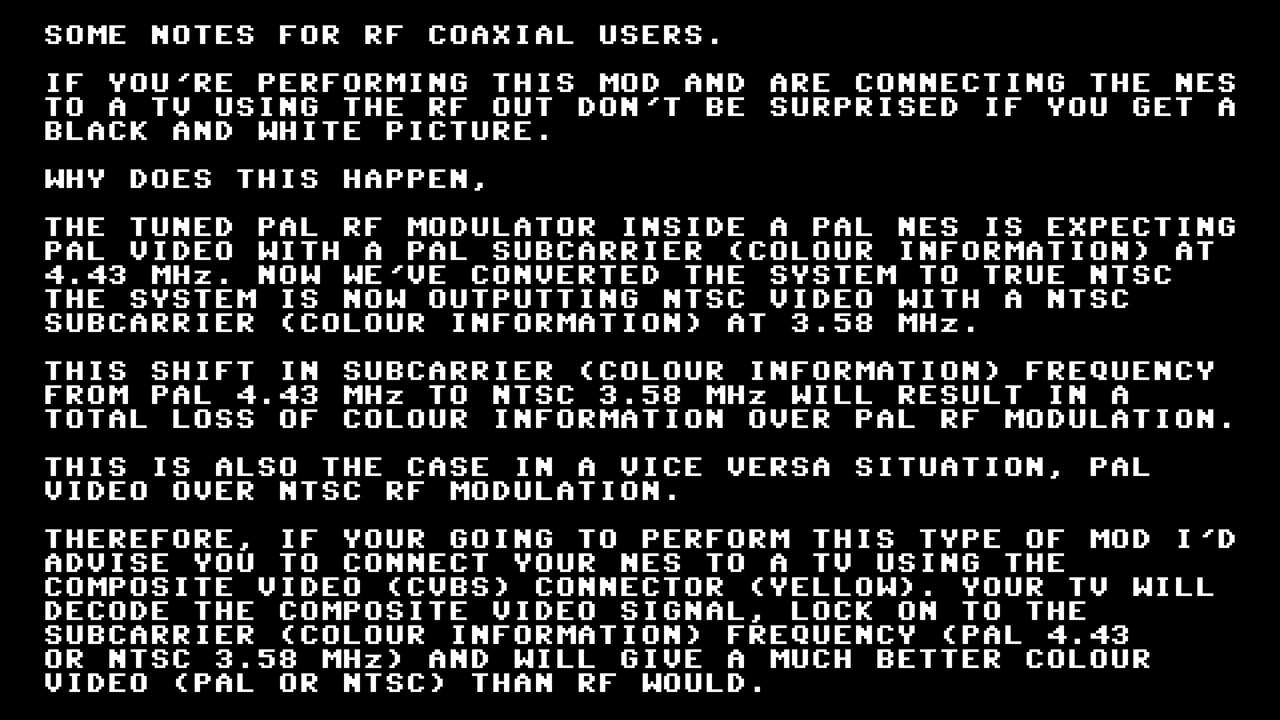 SOME NOTES FOR RF COAXIAL USERS.
IF YOU'RE PERFORMING THIS MOD AND ARE CONNECTING THE NES
TO A TV USING THE RF OUT DON'T BE SURPRISED IF YOU GET A
BLACK AND WHITE PICTURE.
WHY DOES THIS HAPPEN,
THE TUNED PAL RF MODULATOR INSIDE A PAL NES IS EXPECTING
PAL VIDEO WITH A PAL SUBCARRIER (COLOUR INFORMATION) AT
4.43 MHz. NOW WE'VE CONVERTED THE SYSTEM TO TRUE NTSC
THE SYSTEM IS NOW OUTPUTTING NTSC VIDEO WITH A NTSC
SUBCARRIER (COLOUR INFORMATION) AT 3.58 MHz.
THIS SHIFT IN SUBCARRIER (COLOUR INFORMATION) FREQUENCY
FROM PAL 4.43 MHz TO NTSC 3.58 MHz WILL RESULT IN A
TOTAL LOSS OF COLOUR INFORMATION OVER PAL RF MODULATION.
THIS IS ALSO THE CASE IN A VICE VERSA SITUATION, PAL
VIDEO OVER NTSC RF MODULATION.
THEREFORE, IF YOUR GOING TO PERFORM THIS TYPE OF MOD I'D
ADVISE YOU TO CONNECT YOUR NES TO A TV USING THE
COMPOSITE VIDEO (CVBS) CONNECTOR (YELLOW). YOUR TV WILL
DECODE THE COMPOSITE VIDEO SIGNAL, LOCK ON TO THE
SUBCARRIER (COLOUR INFORMATION) FREQUENCY (PAL 4.43
OR NTSC 3.58 MHz) AND WILL GIVE A MUCH BETTER COLOUR
VIDEO (PAL OR NTSC) THAN RF WOULD.